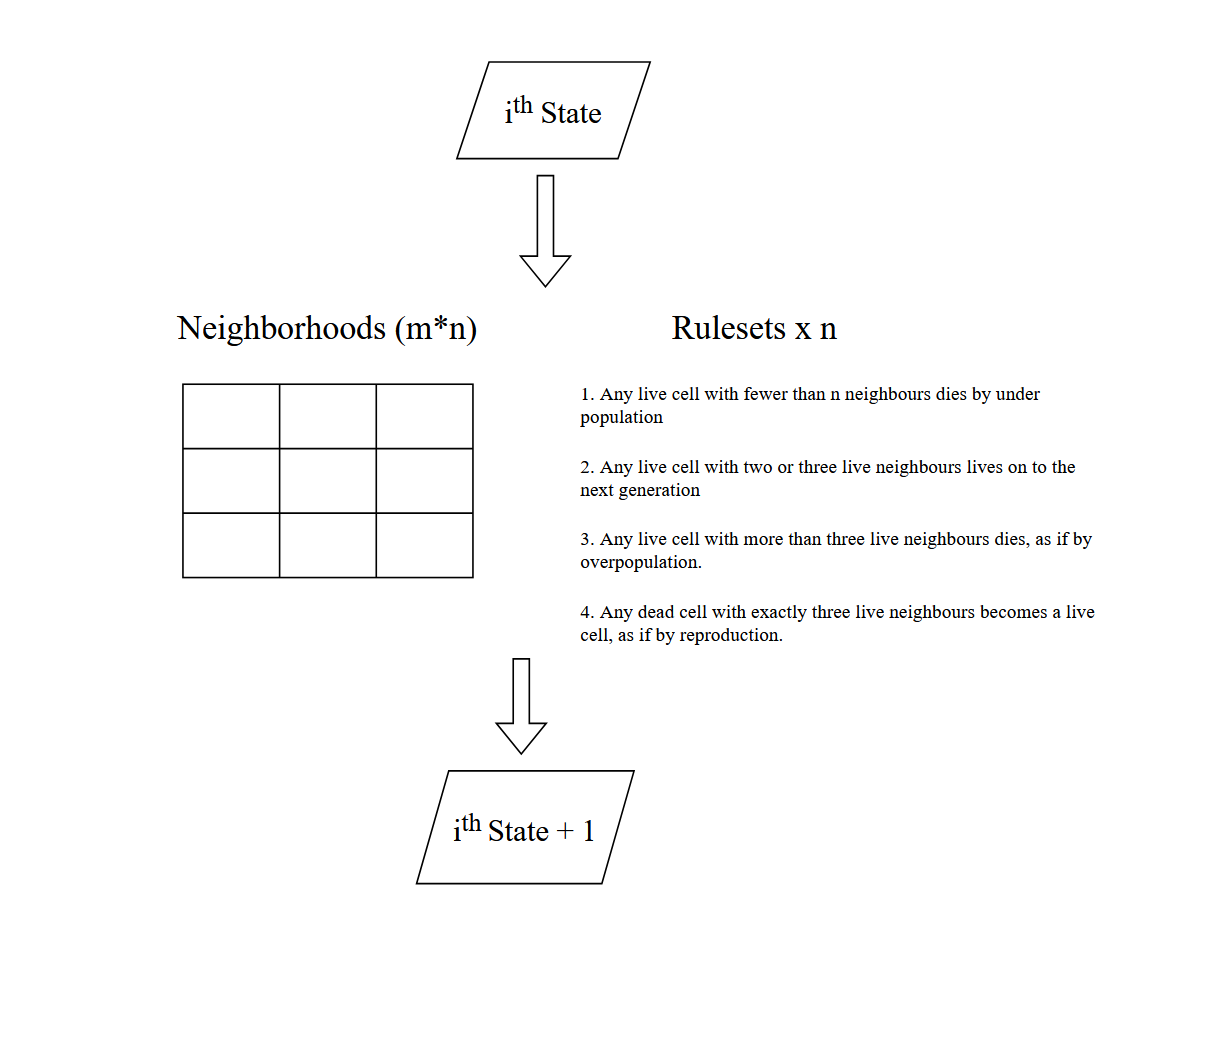 ith State
Neighborhoods (m*n)
Rulesets x n
1. Any live cell with fewer than n neighbours dies by under
population
2. Any live cell with two or three live neighbours lives on to the
next generation
3. Any live cell with more than three live neighbours dies, as if by
overpopulation.
4. Any dead cell with exactly three live neighbours becomes a live
cell, as if by reproduction.
ith State + 1